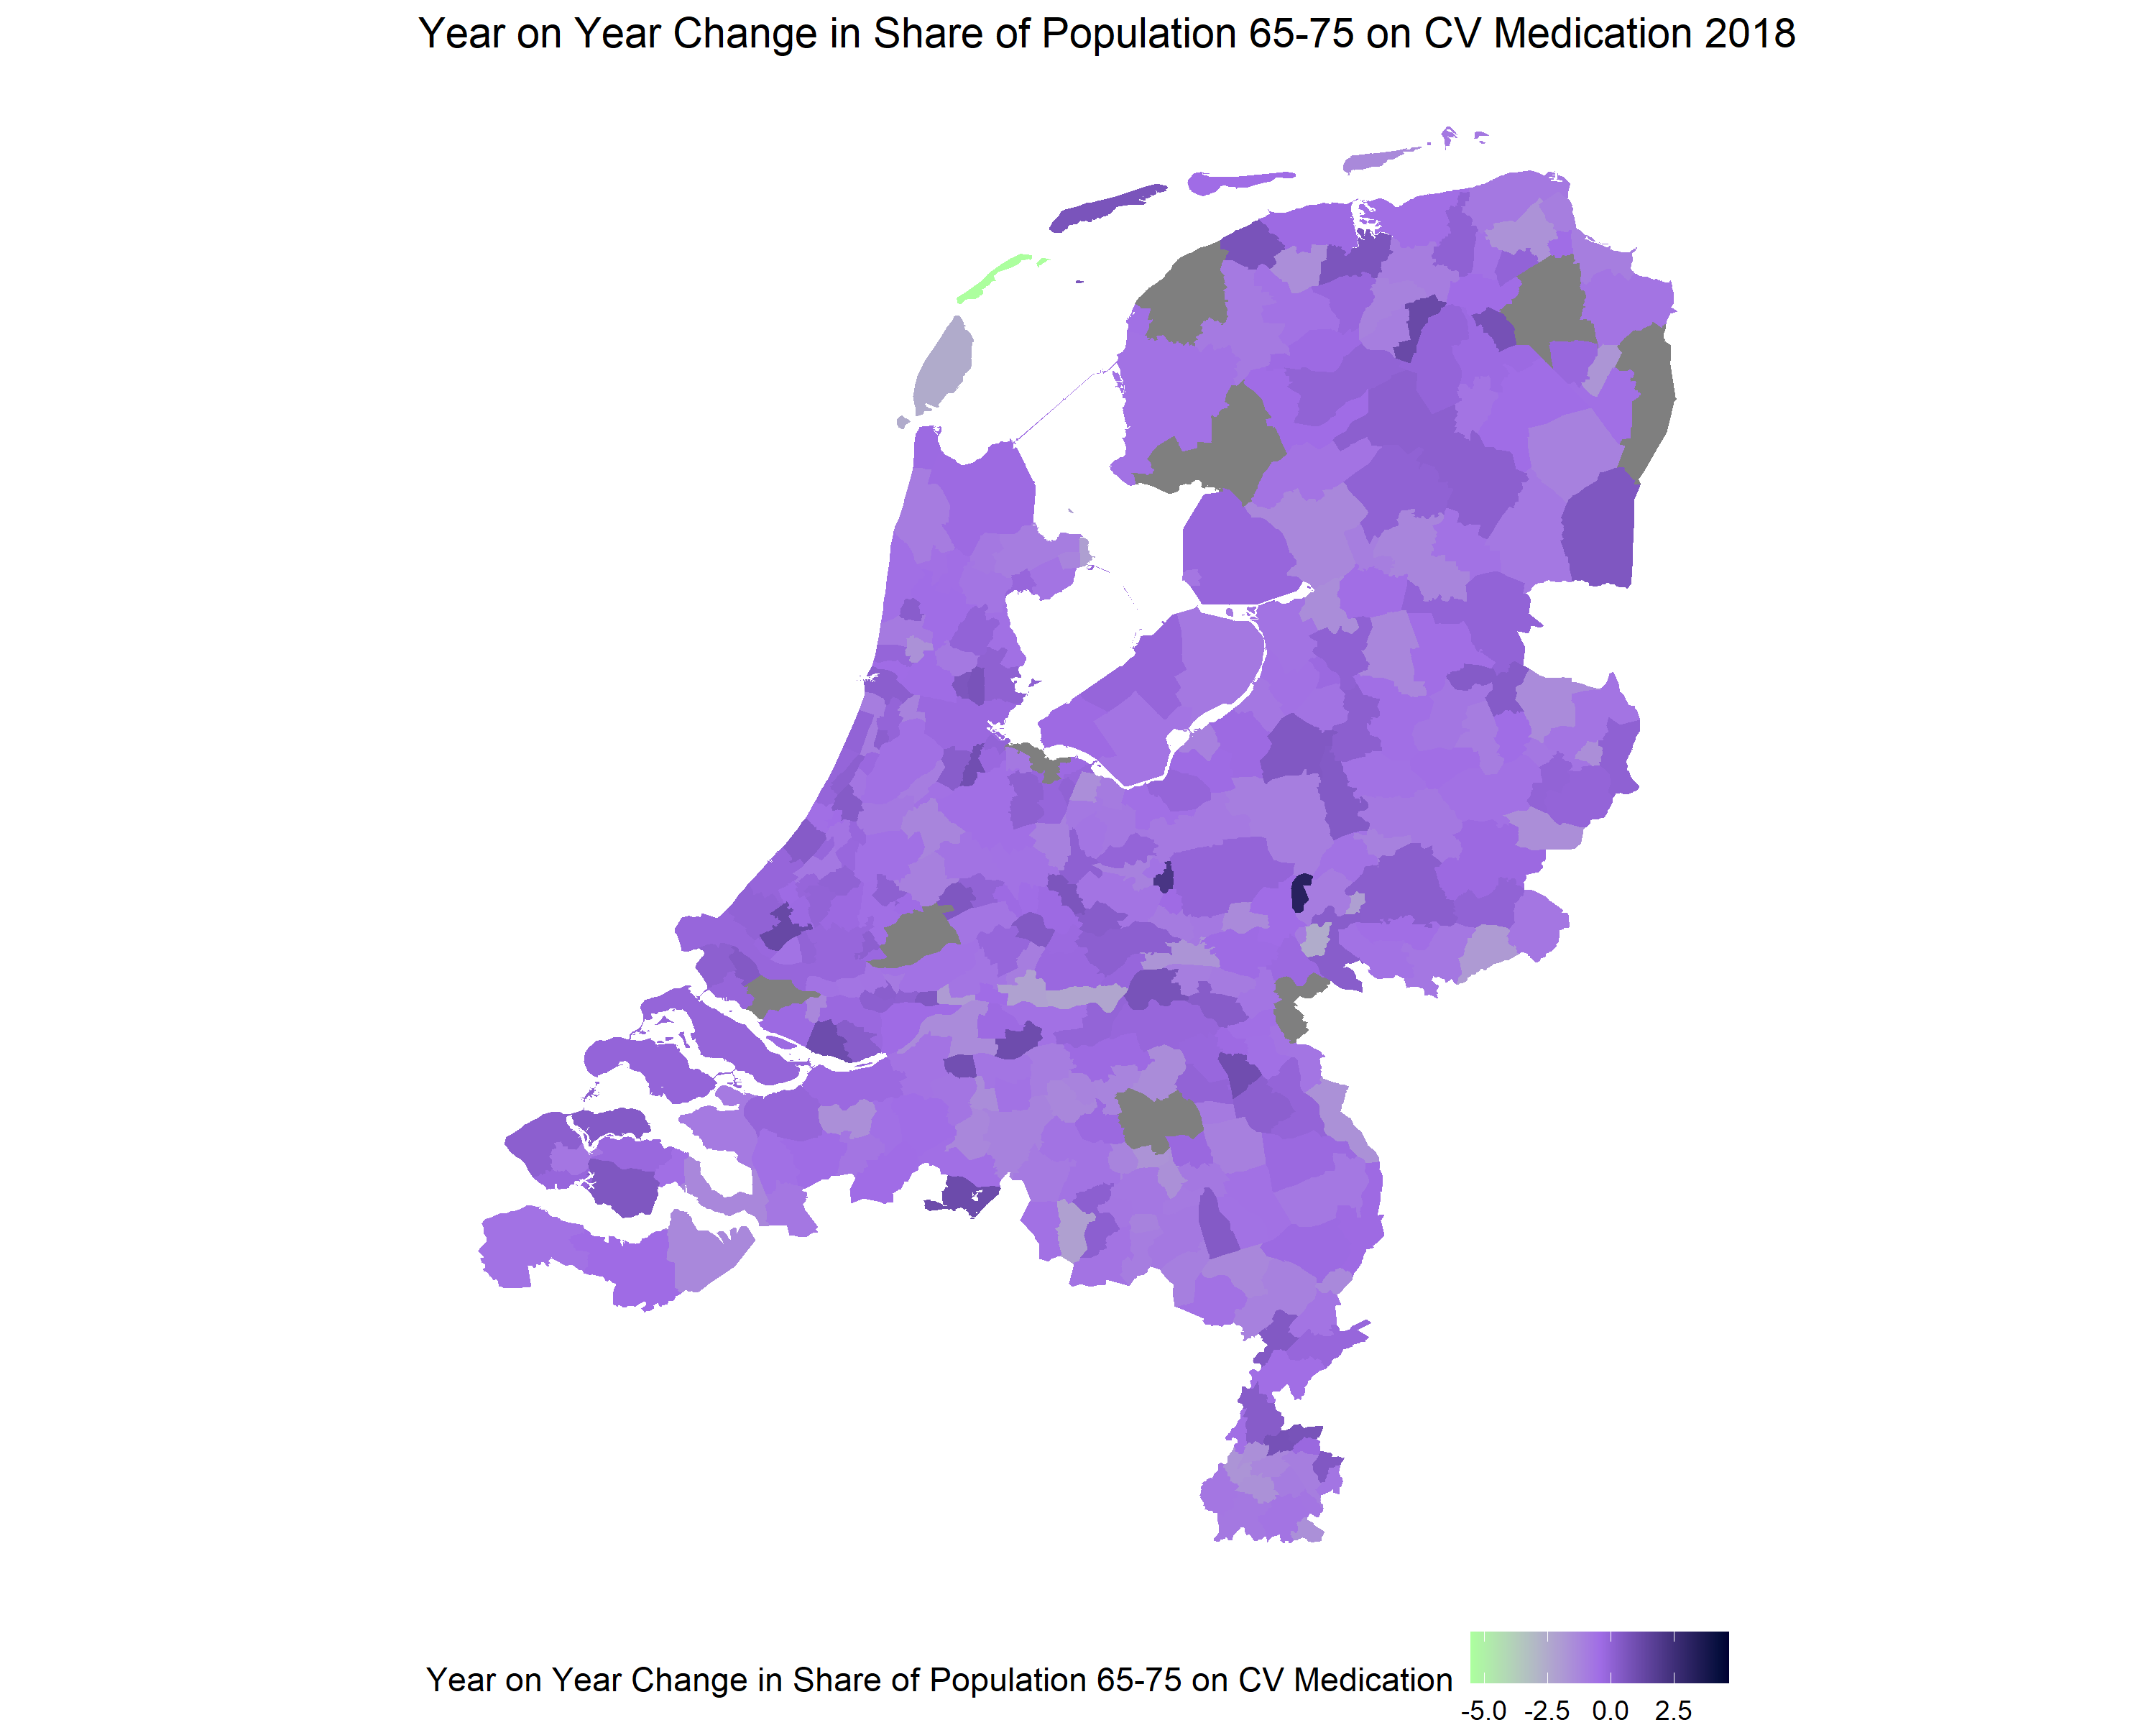 Year on Year Change in Share of Population 65-75 on CV Medication 2018
Year on Year Change in Share of Population 65-75 on CV Medication
-5.0 -2.5 0.0 2.5